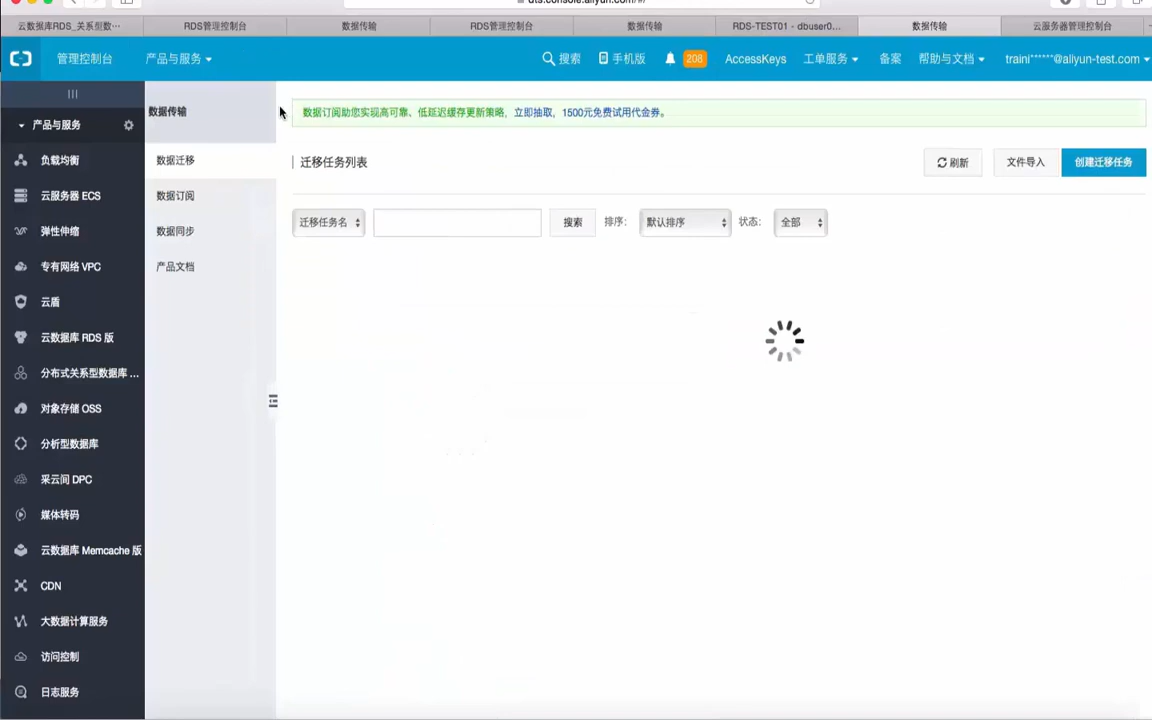 dts.console.aliyun.com/#/
云数据库RDS_关系型数…
RDS管理控制台
数据传输
RDS管理控制台
数据传输
RDS-TEST01 - dbuser0...
数据传输
云服务器管理控制台
管理控制台
产品与服务
搜索
手机版
208
AccessKeys
工单服务
备案
帮助与文档
traini******@aliyun-test.com
产品与服务
负载均衡
云服务器 ECS
弹性伸缩
专有网络 VPC
云盾
云数据库 RDS 版
分布式关系型数据库 ...
对象存储 OSS
分析型数据库
采云间 DPC
媒体转码
云数据库 Memcache 版
CDN
大数据计算服务
访问控制
日志服务
数据传输
数据迁移
数据订阅
数据同步
产品文档
数据订阅助您实现高可靠、低延迟缓存更新策略，立即抽取，1500元免费试用代金券。
迁移任务列表
刷新
文件导入
创建迁移任务
迁移任务名
搜索
排序:
默认排序
状态:
全部